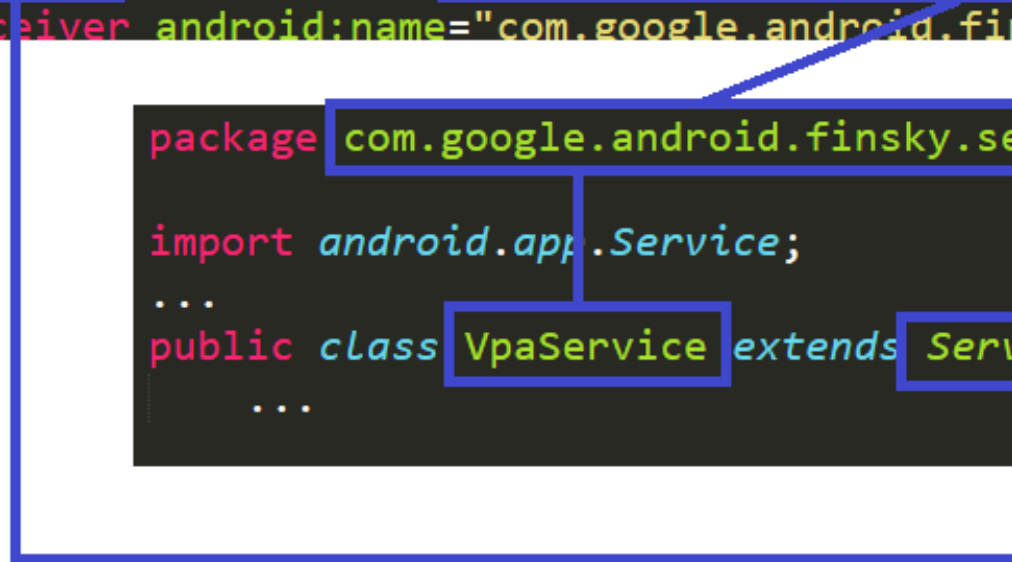 ceiver android:name="com.google.android.fin
package com.google.android.finsky.se
import android.app.Service;
...
public class VpaService extends Serv
...